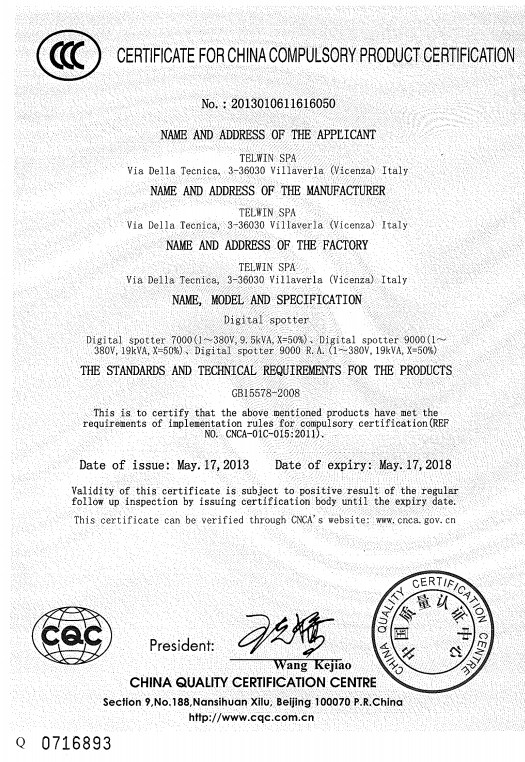 CCC
CERTIFICATE FOR CHINA COMPULSORY PRODUCT CERTIFICATION
No.: 2013010611616050
NAME AND ADDRESS OF THE APPLICANT
TELWIN SPA
Via Della Tecnica, 3-36030 Villaverla (Vicenza) Italy
NAME AND ADDRESS OF THE MANUFACTURER
TELWIN SPA
Via Della Tecnica, 3-36030 Villaverla (Vicenza) Italy
NAME AND ADDRESS OF THE FACTORY
TELWIN SPA
Via Della Tecnica, 3-36030 Villaverla (Vicenza) Italy
NAME, MODEL AND SPECIFICATION
Digital spotter
Digital spotter 7000(1～380V, 9.5kVA, X=50%)、Digital spotter 9000(1～
380V, 19kVA, X=50%)、Digital spotter 9000 R.A.(1～380V, 19kVA, X=50%)
THE STANDARDS AND TECHNICAL REQUIREMENTS FOR THE PRODUCTS
GB15578-2008
This is to certify that the above mentioned products have met the
requirements of implementation rules for compulsory certification(REF
NO. CNCA-01C-015:2011).
Date of issue: May. 17, 2013 Date of expiry: May. 17, 2018
Validity of this certificate is subject to positive result of the regular
follow up inspection by issuing certification body until the expiry date.
This certificate can be verified through CNCA's website: www.cnca.gov.cn
CQC
President:
Wang Kejiao
CHINA QUALITY CERTIFICATION CENTRE
中国质量认证中心
CHINA QUALITY CERTIFICATION CENTRE
Section 9, No.188, Nansihuan Xilu, Beijing 100070 P.R.China
http://www.cqc.com.cn
Q 0716893